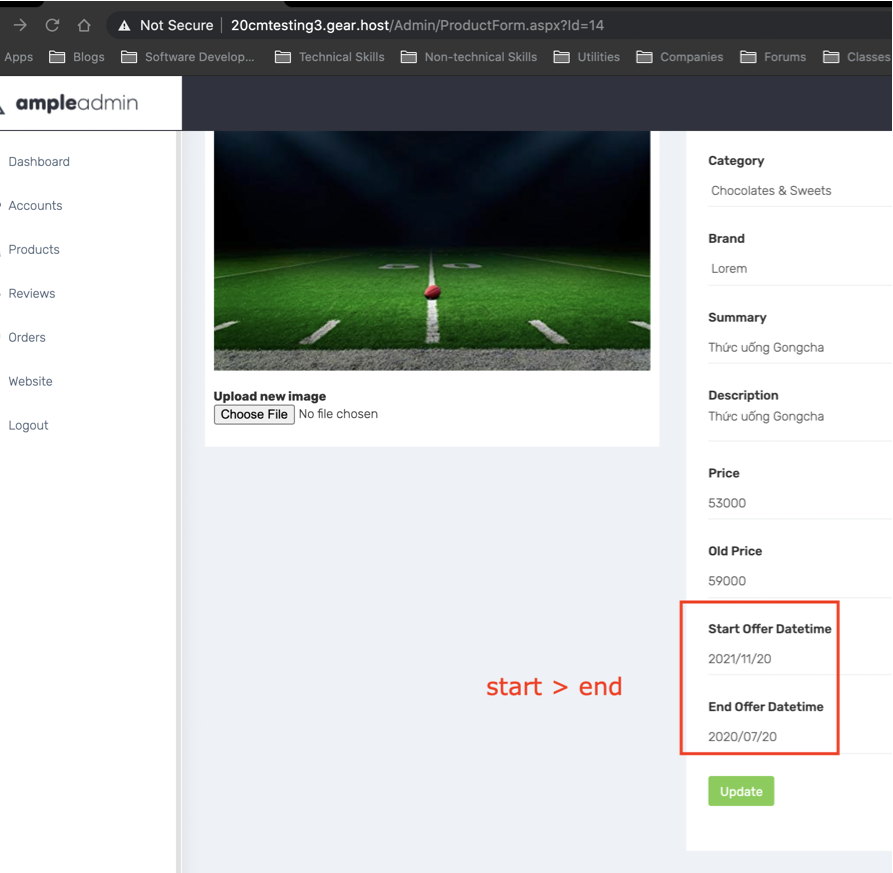 Not Secure | 20cmtesting3.gear.host/Admin/ProductForm.aspx?Id=14
Apps Blogs Software Develop... Technical Skills Non-technical Skills Utilities Companies Forums Classes
ampleadmin
Dashboard
Accounts
Products
Reviews
Orders
Website
Logout
5 0
Upload new image
Choose File No file chosen
Category
Chocolates & Sweets
Brand
Lorem
Summary
Thức uống Gongcha
Description
Thức uống Gongcha
Price
53000
Old Price
59000
Start Offer Datetime
2021/11/20
start > end
End Offer Datetime
2020/07/20
Update